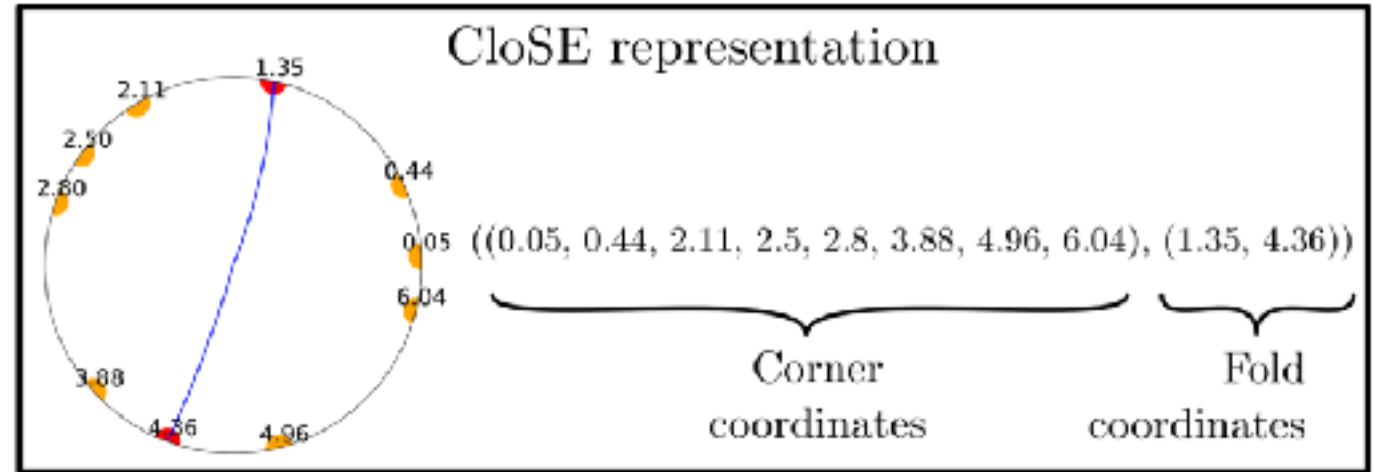 CloSE representation
1.35
2.11
2.50
0.44
2.80
0.05
((0.05, 0.44, 2.11, 2.5, 2.8, 3.88, 4.96, 6.04), (1.35, 4.36))
6.04
Corner
coordinates
Fold
coordinates
3.88
4.36
4.96